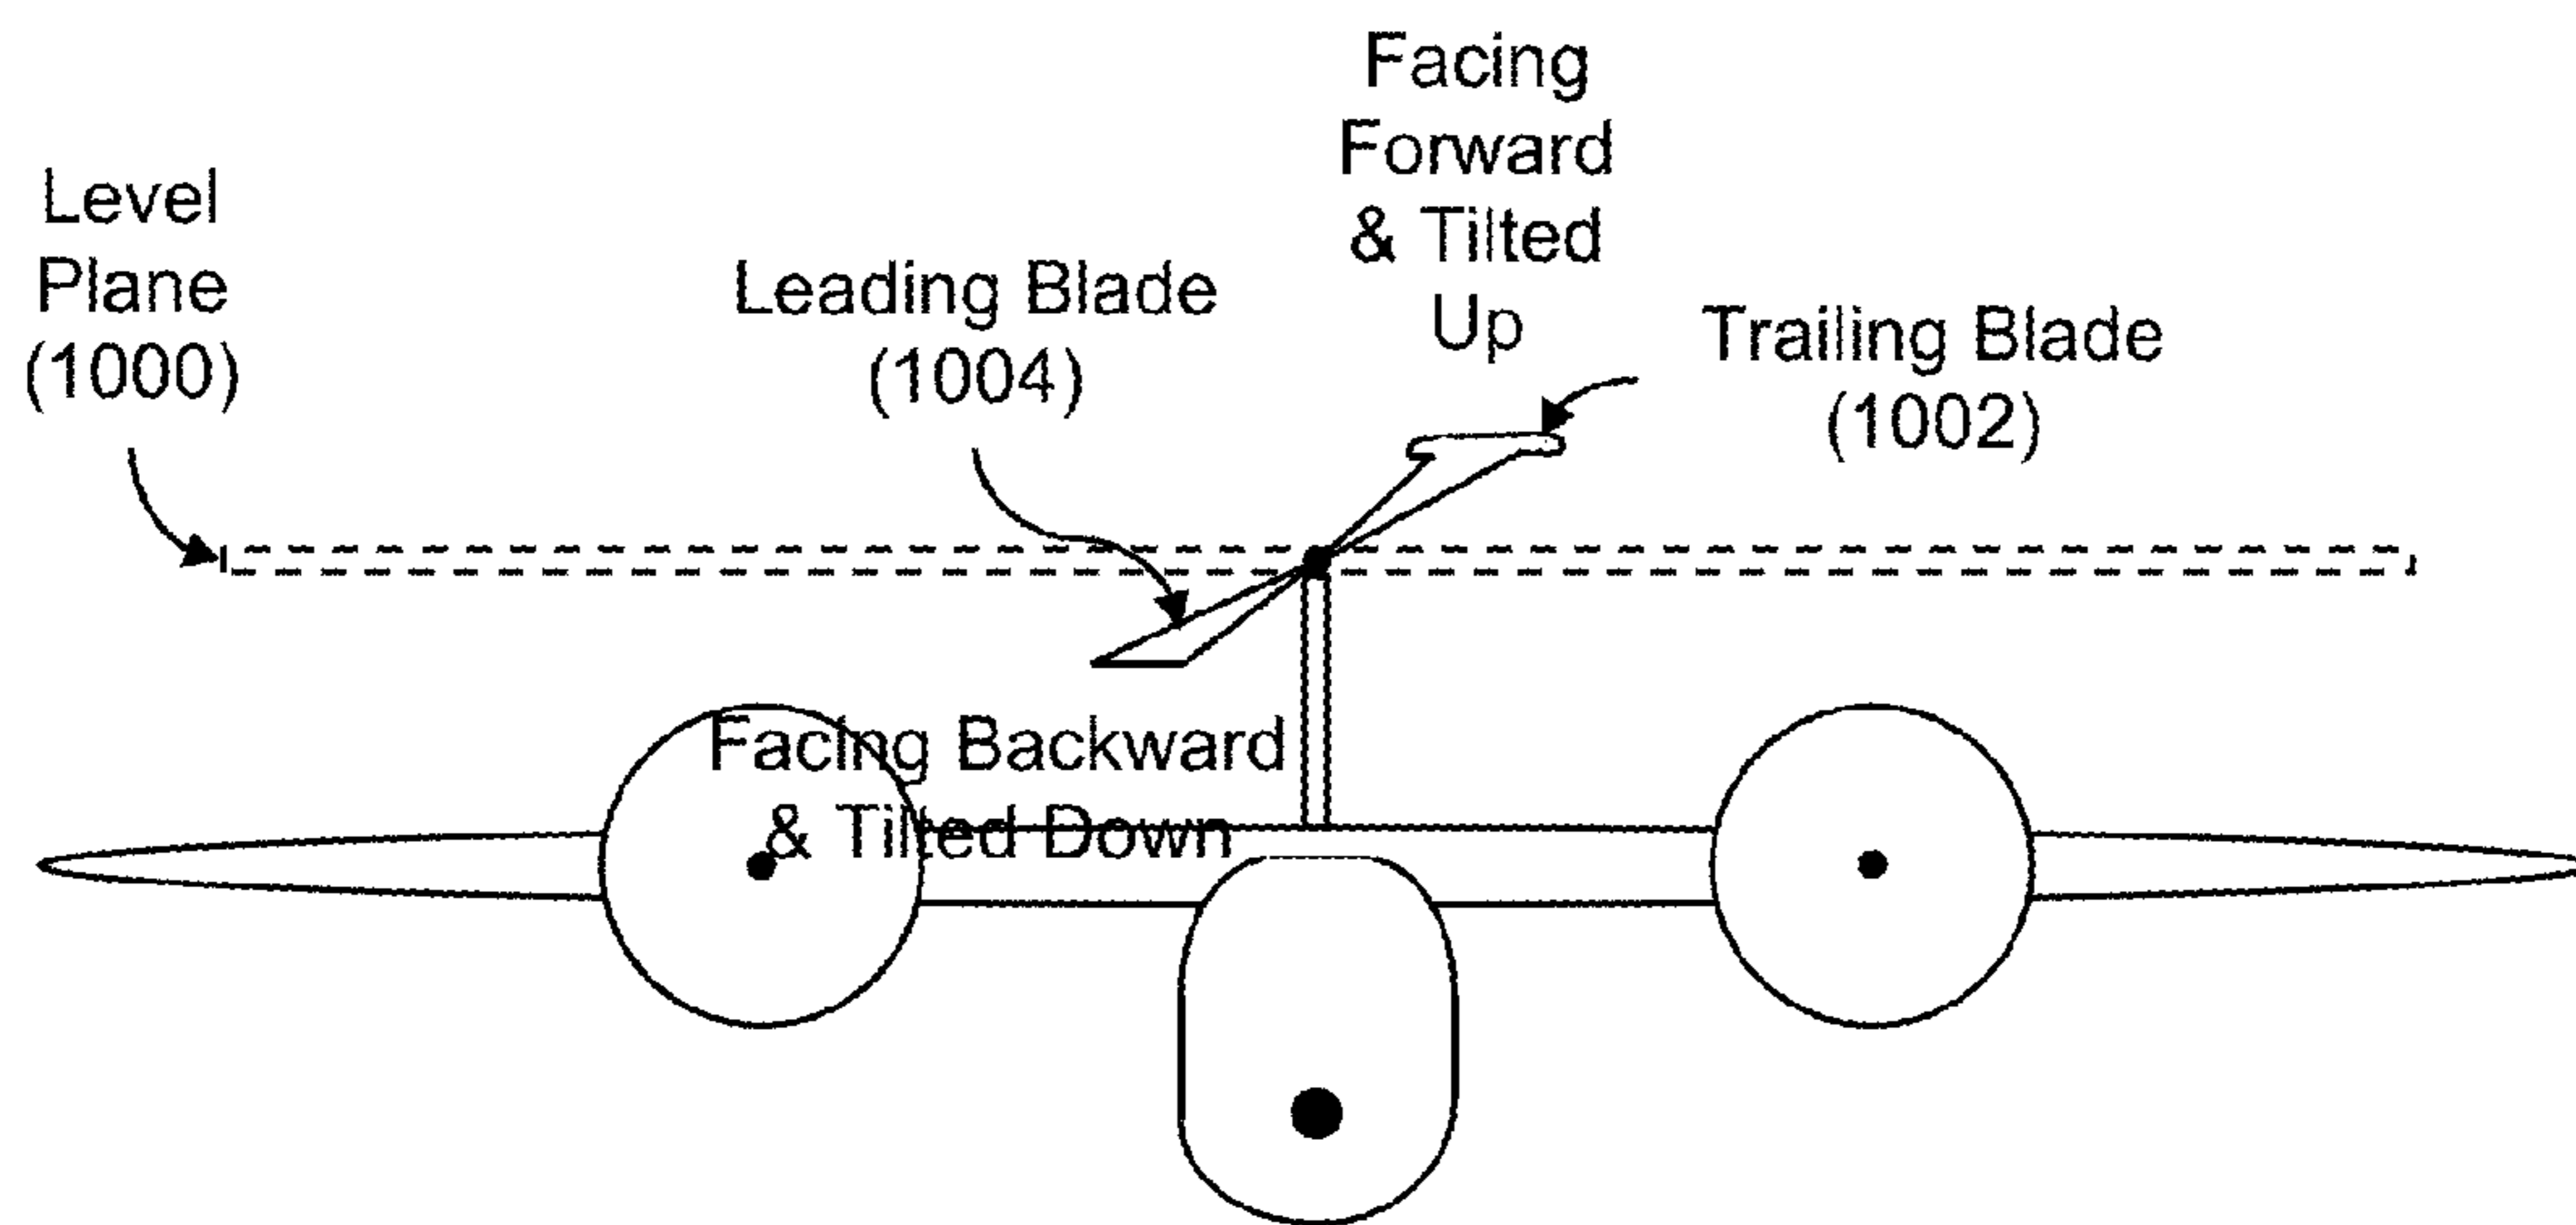 Level
Plane
(1000)
Leading Blade
(1004)
Facing
Forward
& Tilted
Up
Trailing Blade
(1002)
Facing Backward
& Tilted Down